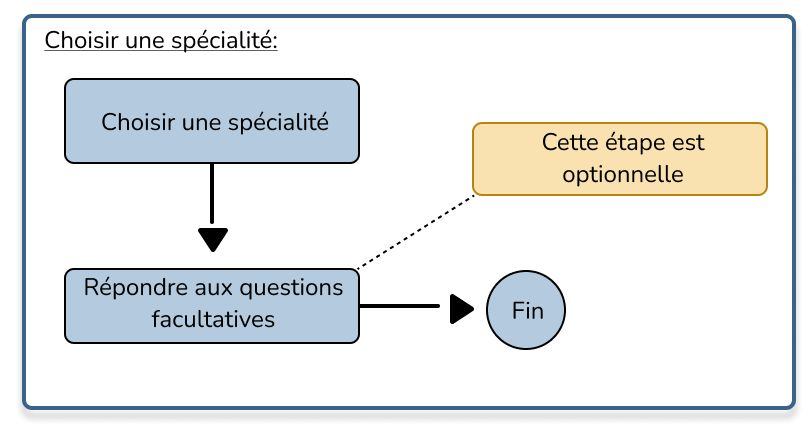 Choisir une spécialité:
Choisir une spécialité
Cette étape est
optionnelle
Répondre aux questions
facultatives
Fin